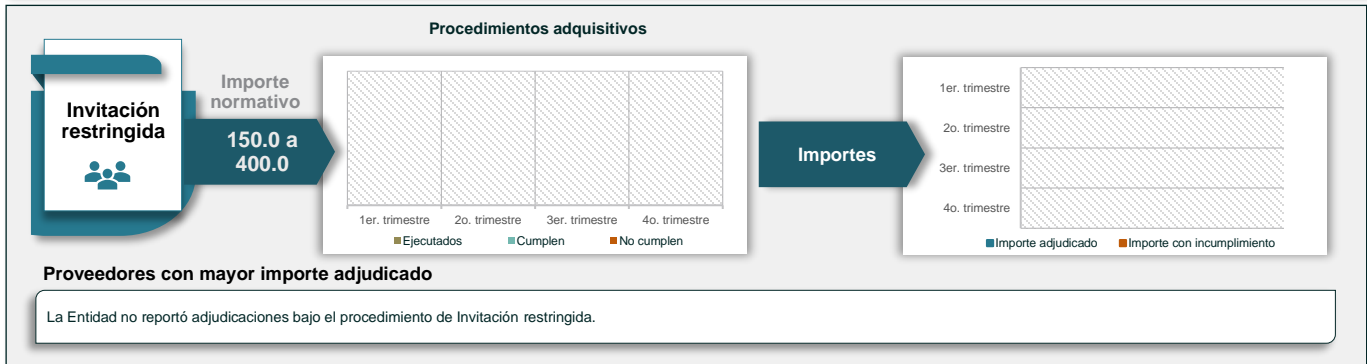 Procedimientos adquisitivos
Invitación
restringida
Importe
normativo
150.0 a
400.0
1er. trimestre
2o. trimestre
3er. trimestre
4o. trimestre
Ejecutados
Cumplen
No cumplen
Importes
1er. trimestre
2o. trimestre
3er. trimestre
4o. trimestre
Importe adjudicado
Importe con incumplimiento
Proveedores con mayor importe adjudicado
La Entidad no reportó adjudicaciones bajo el procedimiento de Invitación restringida.